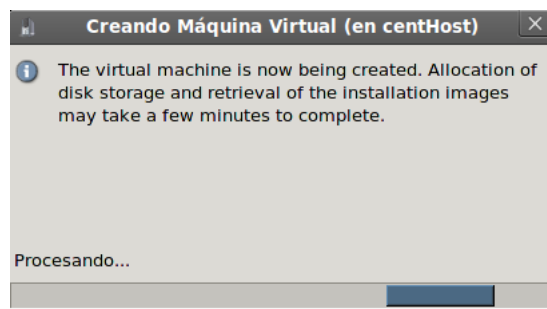 Creando Máquina Virtual (en centHost)
The virtual machine is now being created. Allocation of
disk storage and retrieval of the installation images
may take a few minutes to complete.
Procesando...